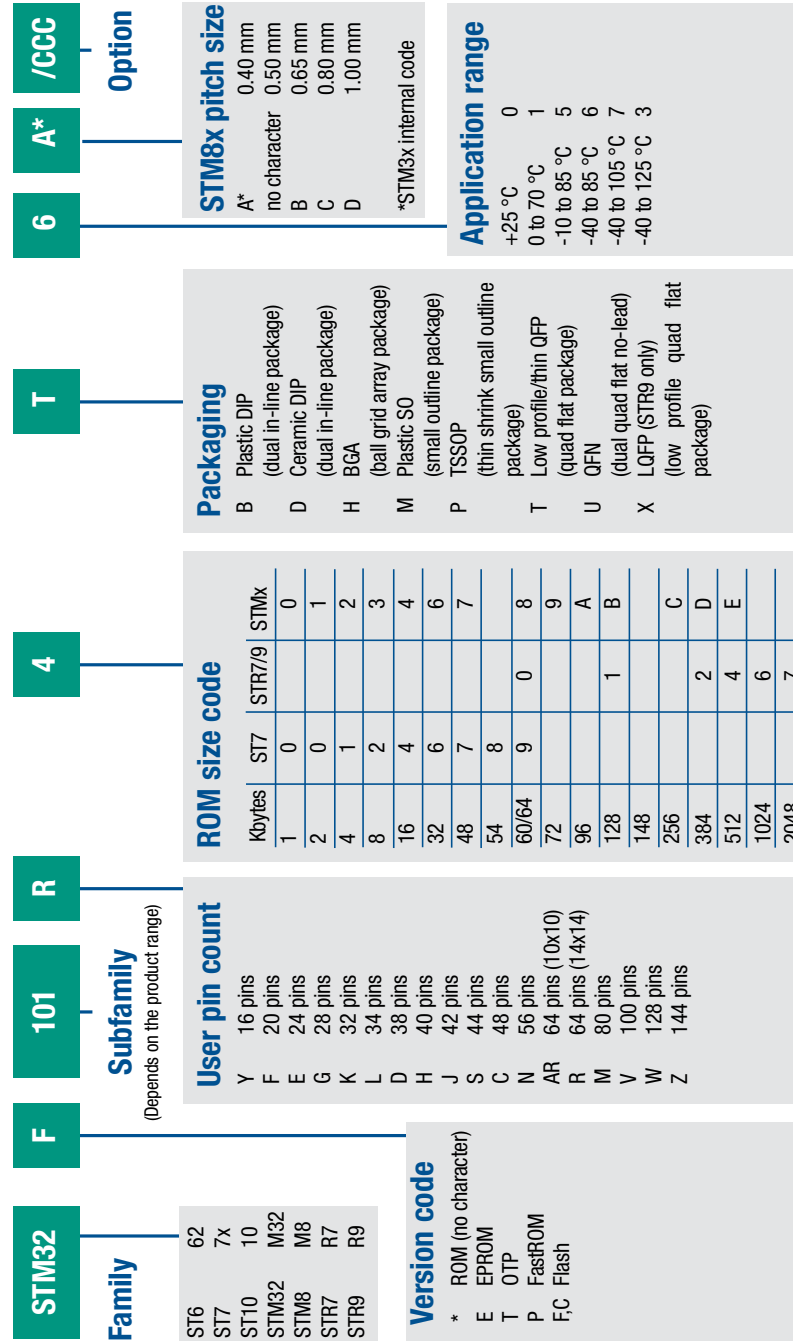 STM32 F 101 R 4 T 6 A* /CCC
Family
ST6 62
ST7 7x
ST10 10
STM32 M32
STM8 M8
STR7 R7
STR9 R9
Version code
* ROM (no character)
E EPROM
T OTP
P FastROM
F,C Flash
Subfamily
(Depends on the product range)
User pin count
Y 16 pins
F 20 pins
E 24 pins
G 28 pins
K 32 pins
L 34 pins
D 38 pins
H 40 pins
J 42 pins
S 44 pins
C 48 pins
N 56 pins
AR 64 pins (10x10)
R 64 pins (14x14)
M 80 pins
V 100 pins
W 128 pins
Z 144 pins
ROM size code
Kbytes ST7 STR7/9 STMx
1 0 0
2 0 1
4 1 2
8 2 3
16 4 4
32 6 6
48 7 7
54 8
60/64 9 0 8
72 9
96 A
128 1 B
148
256 C
384 2 D
512 4 E
1024 6
2048 7
Packaging
B Plastic DIP
(dual in-line package)
D Ceramic DIP
(dual in-line package)
H BGA
(ball grid array package)
M Plastic SO
(small outline package)
P TSSOP
(thin shrink small outline
package)
T Low profile/thin QFP
(quad flat package)
U QFN
(dual quad flat no-lead)
X LQFP (STR9 only)
(low profile quad flat
package)
Option
STM8x pitch size
A* 0.40 mm
no character 0.50 mm
B 0.65 mm
C 0.80 mm
D 1.00 mm
*STM3x internal code
Application range
+25 °C 0
0 to 70 °C 1
-10 to 85 °C 5
-40 to 85 °C 6
-40 to 105 °C 7
-40 to 125 °C 3